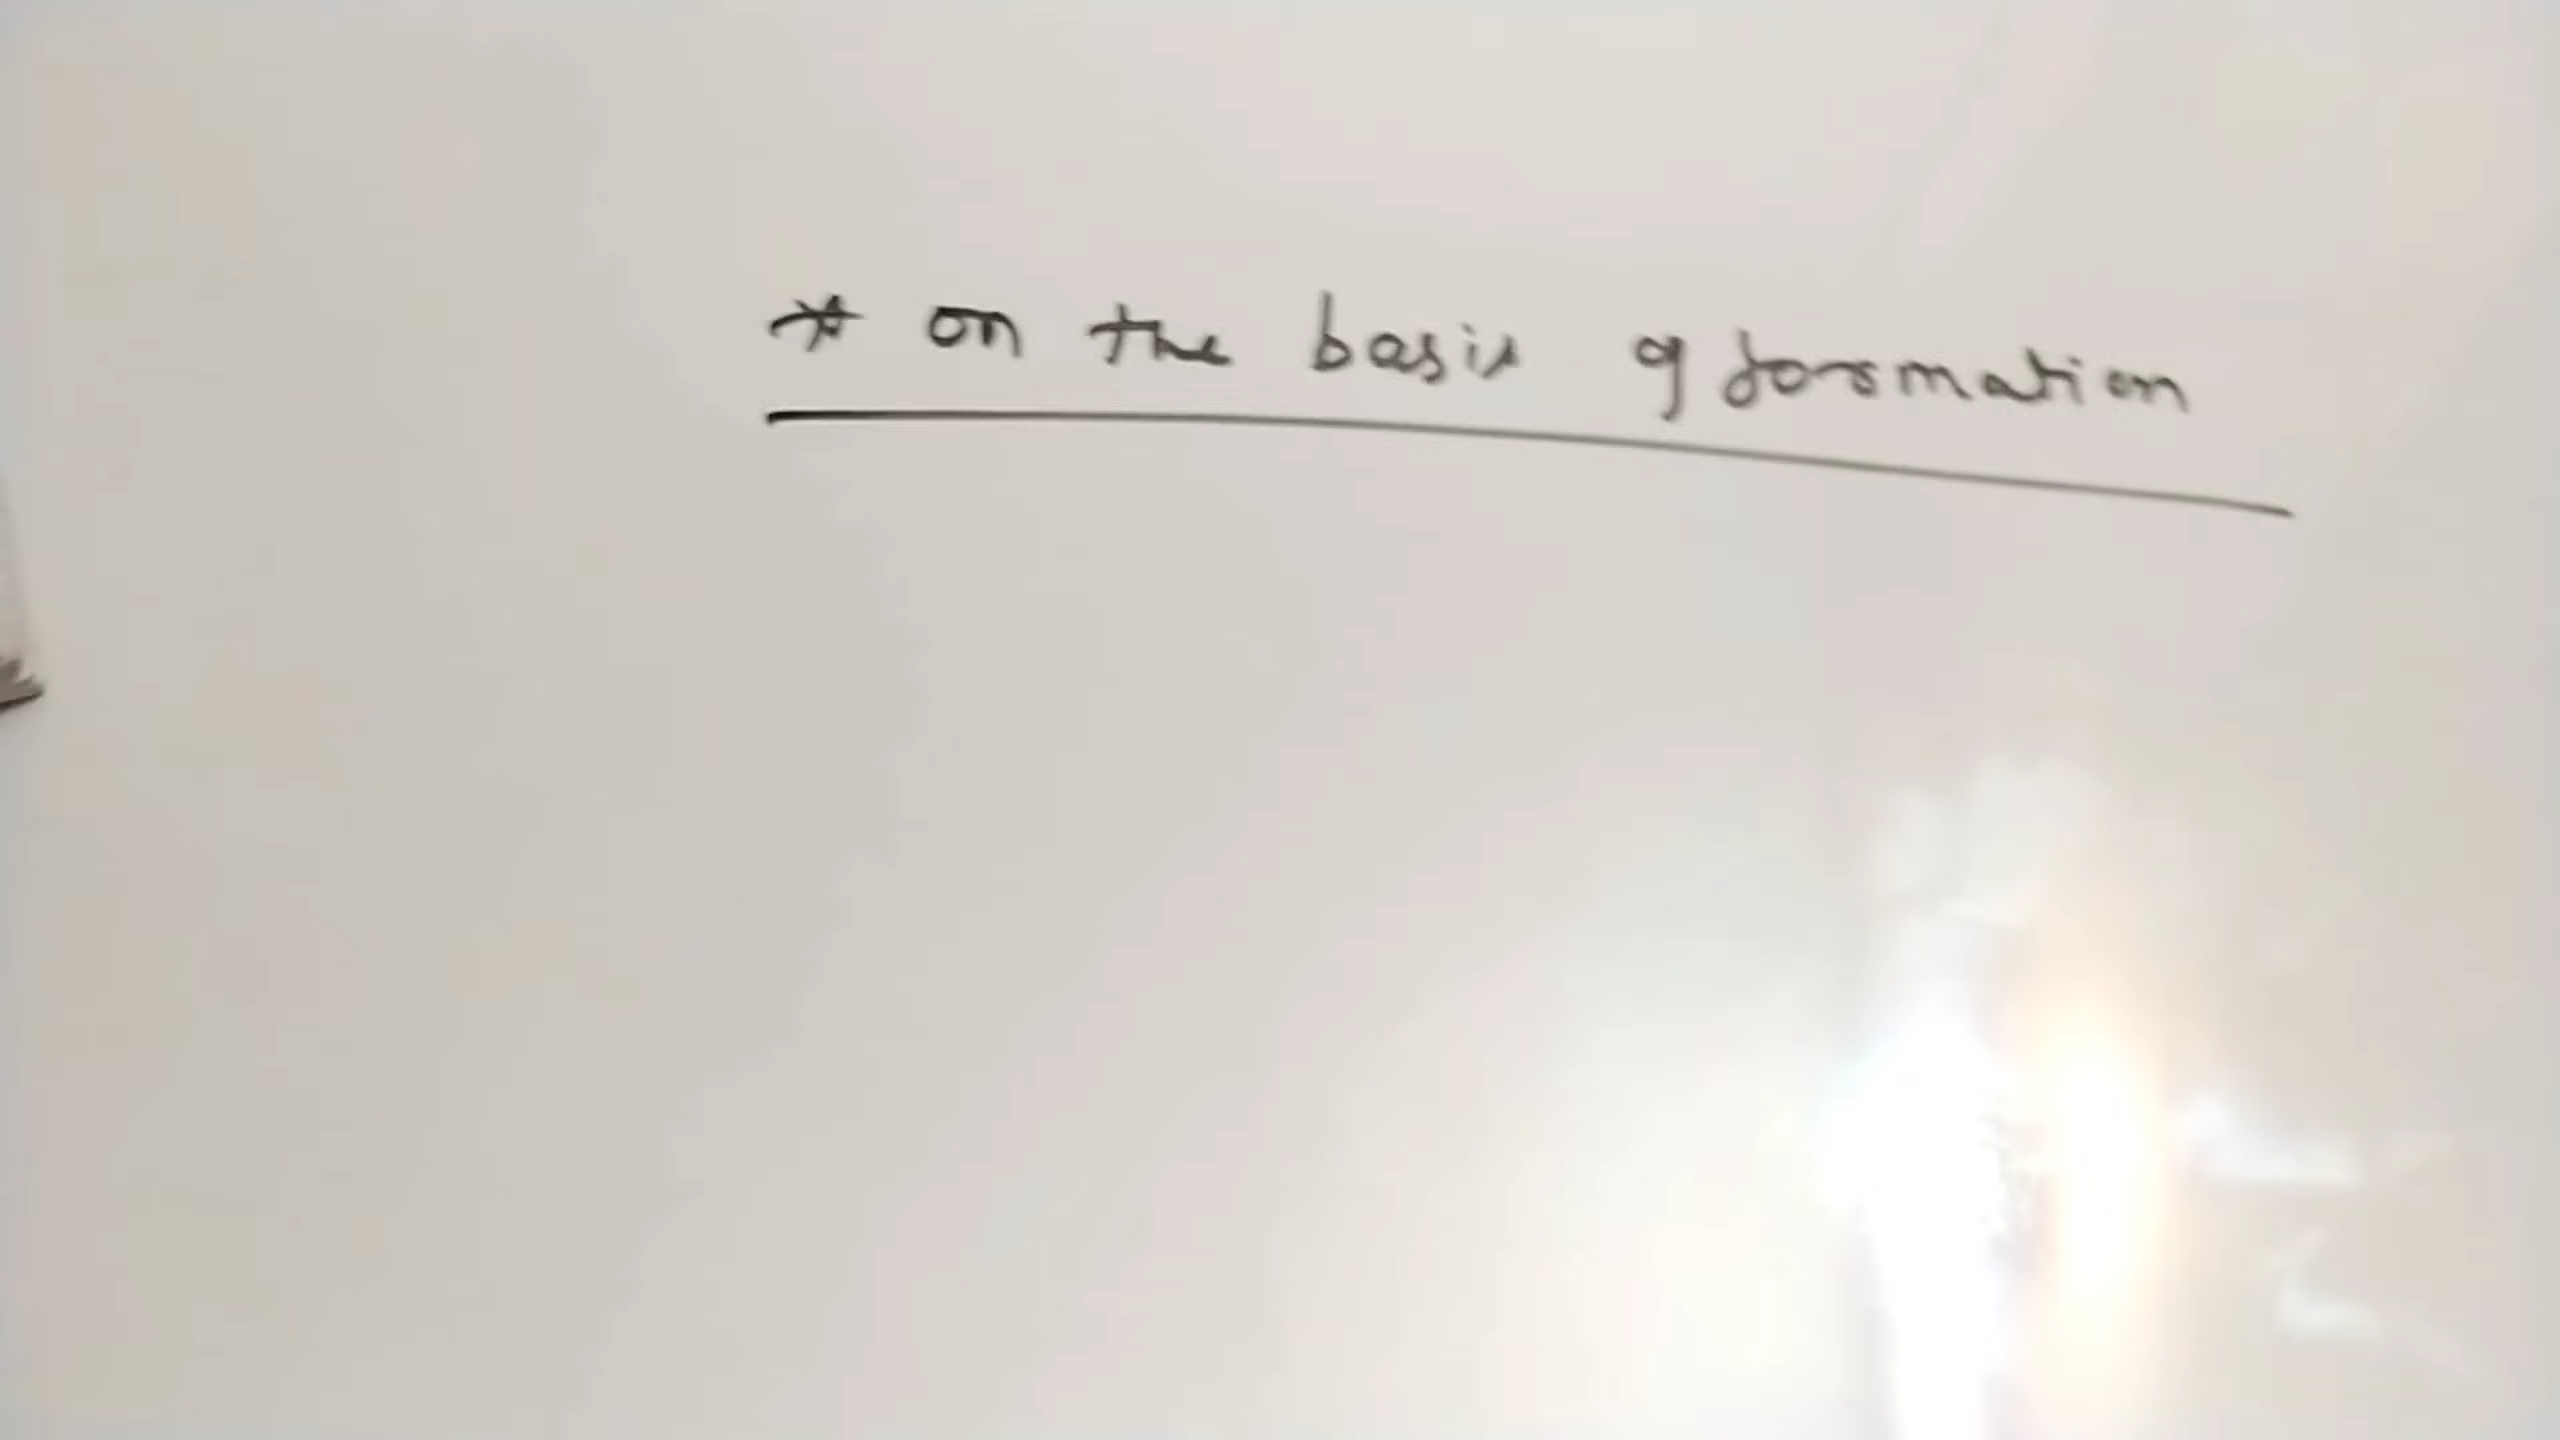 * on the basis of formation